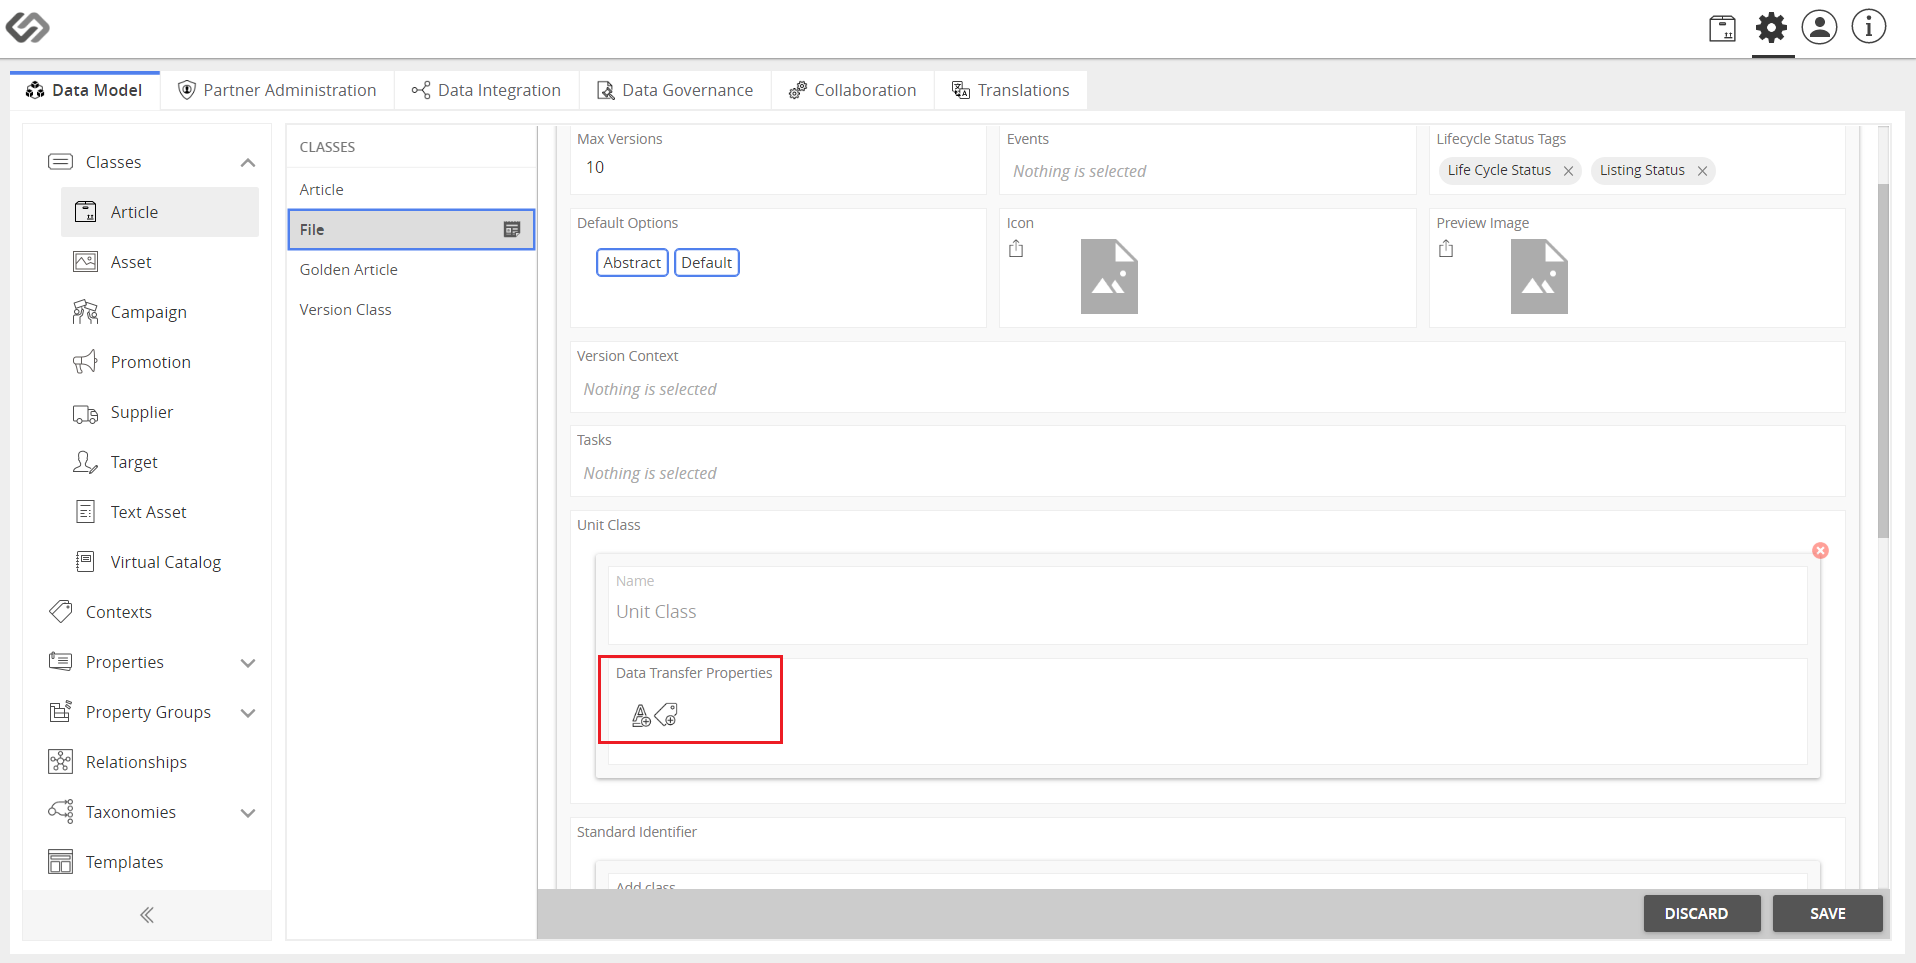 Data Model
Partner Administration
Data Integration
Data Governance
Collaboration
Translations
Classes
Article
Asset
Campaign
Promotion
Supplier
Target
Text Asset
Virtual Catalog
Contexts
Properties
Property Groups
Relationships
Taxonomies
Templates
CLASSES
Article
File
Golden Article
Version Class
Max Versions
10
Events
Nothing is selected
Lifecycle Status Tags
Life Cycle Status
Listing Status
Default Options
Abstract
Default
Icon
Preview Image
Version Context
Nothing is selected
Tasks
Nothing is selected
Unit Class
Name
Unit Class
Data Transfer Properties
Standard Identifier
Add class
DISCARD
SAVE